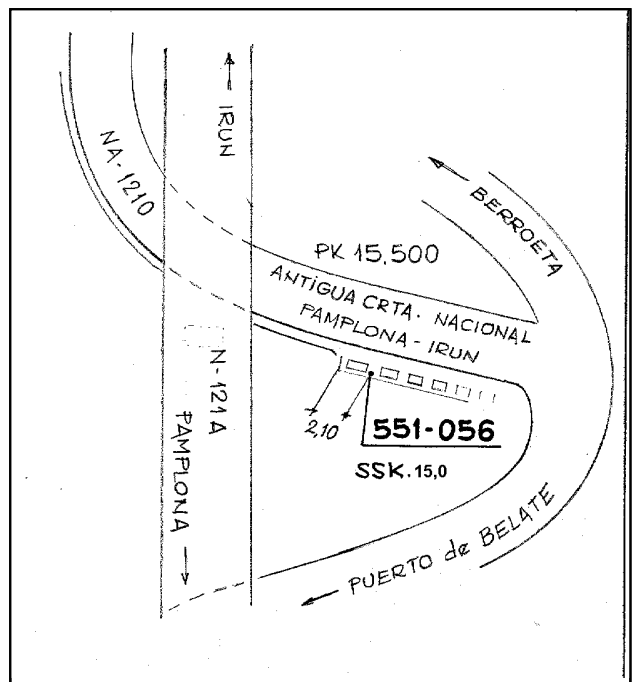 IRUN
NA-1210
BERROETA
PK 15,500
ANTIGUA CRTA. NACIONAL
PAMPLONA - IRUN
N-121A
2,10
551-056
SSK. 15,0
PAMPLONA
PUERTO de BELATE